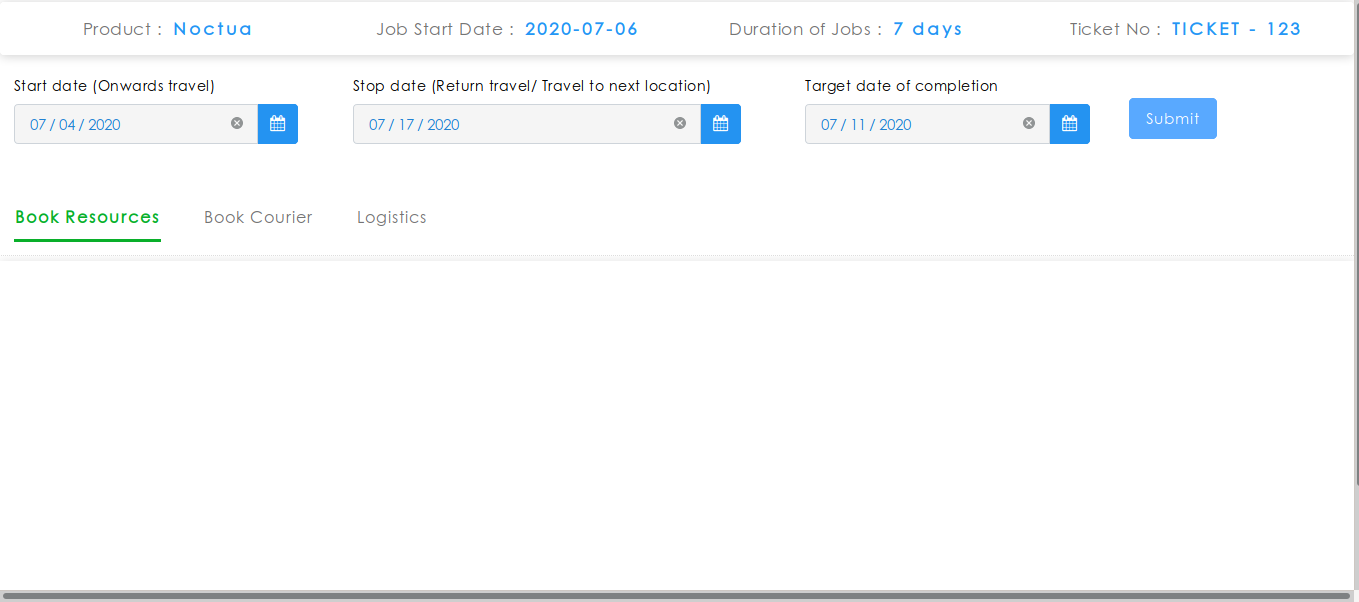 Product : Noctua Job Start Date : 2020-07-06 Duration of Jobs : 7 days Ticket No : TICKET - 123
Start date (Onwards travel) Stop date (Return travel/ Travel to next location) Target date of completion
07 / 04 / 2020 07 / 17 / 2020 07 / 11 / 2020 Submit
Book Resources Book Courier Logistics